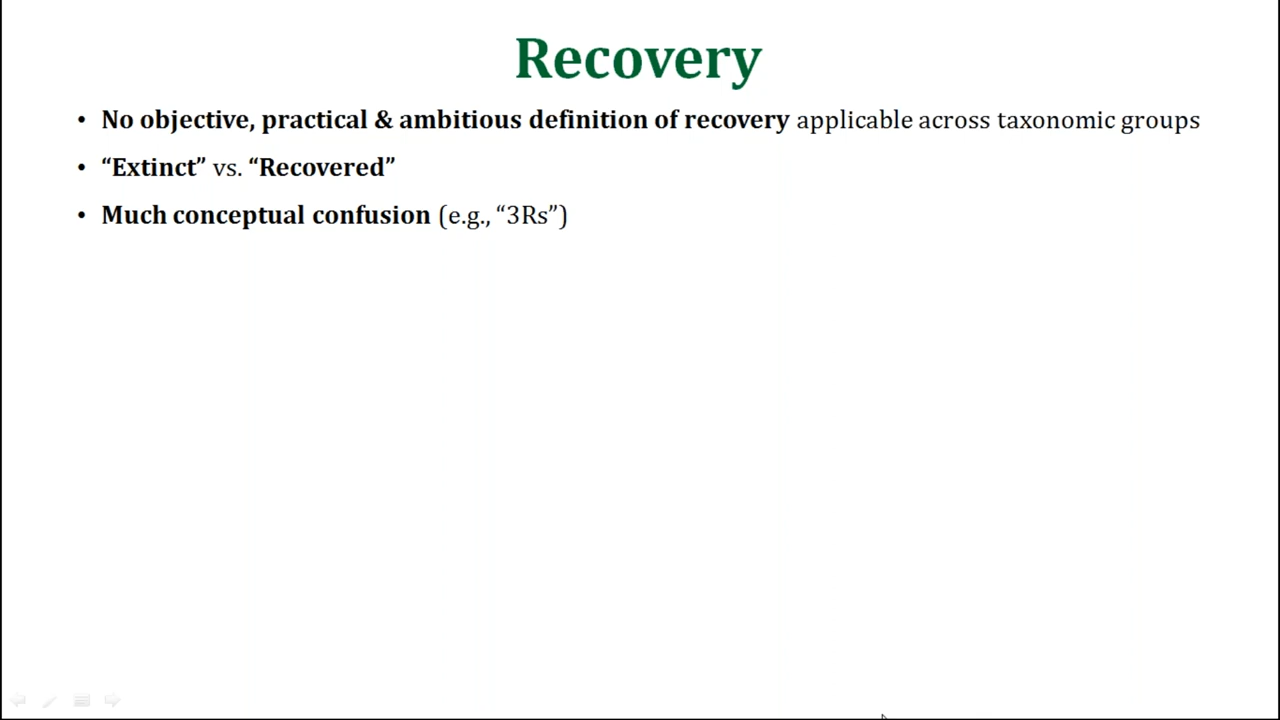 Recovery
• No objective, practical & ambitious definition of recovery applicable across taxonomic groups
• “Extinct” vs. “Recovered”
• Much conceptual confusion (e.g., “3Rs”)